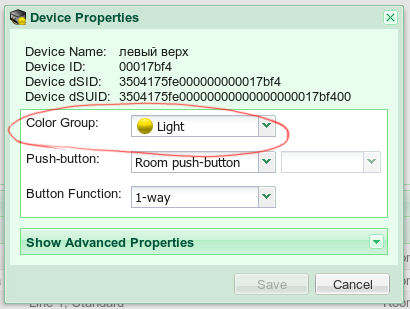 Device Properties
Device Name: левый верх
Device ID: 00017bf4
Device dSID: 3504175fe000000000017bf4
Device dSUID: 3504175fe00000000000000000017bf400
Color Group: Light
Push-button: Room push-button
Button Function: 1-way
Show Advanced Properties
Save Cancel
Line 1, Standard